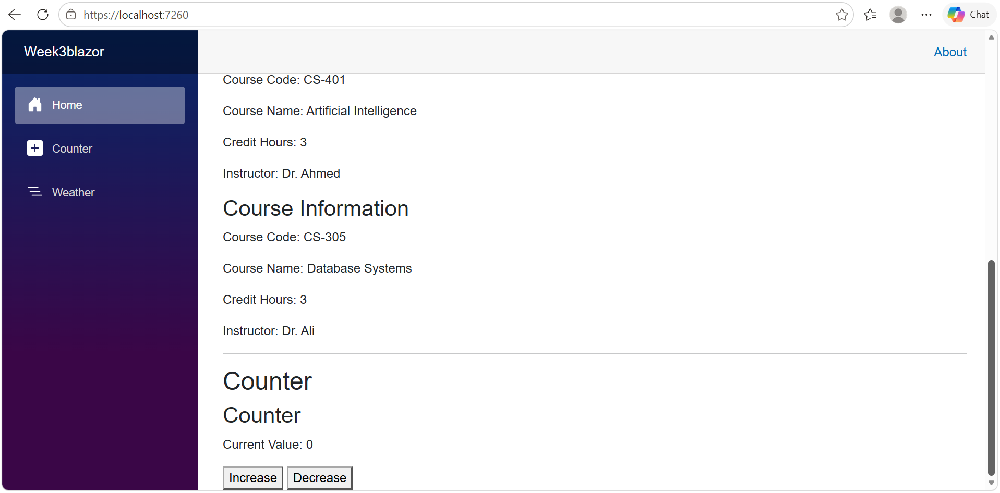 https://localhost:7260
Chat
Week3blazor
About
Home
Counter
Weather
Course Code: CS-401
Course Name: Artificial Intelligence
Credit Hours: 3
Instructor: Dr. Ahmed
Course Information
Course Code: CS-305
Course Name: Database Systems
Credit Hours: 3
Instructor: Dr. Ali
Counter
Counter
Current Value: 0
Increase Decrease